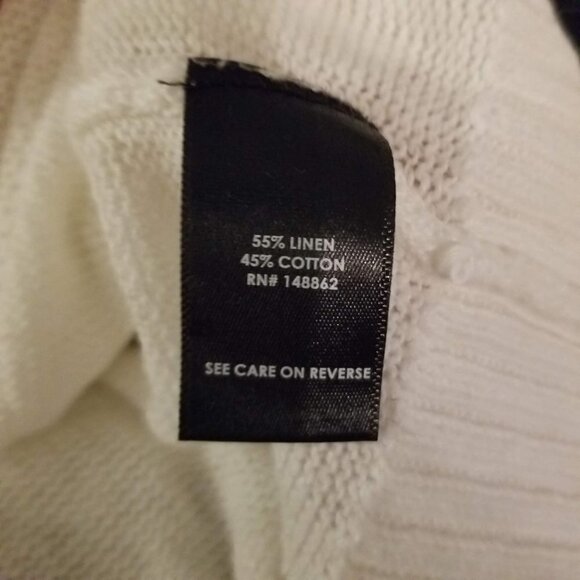 55% LINEN
45% COTTON
RN# 148862
SEE CARE ON REVERSE